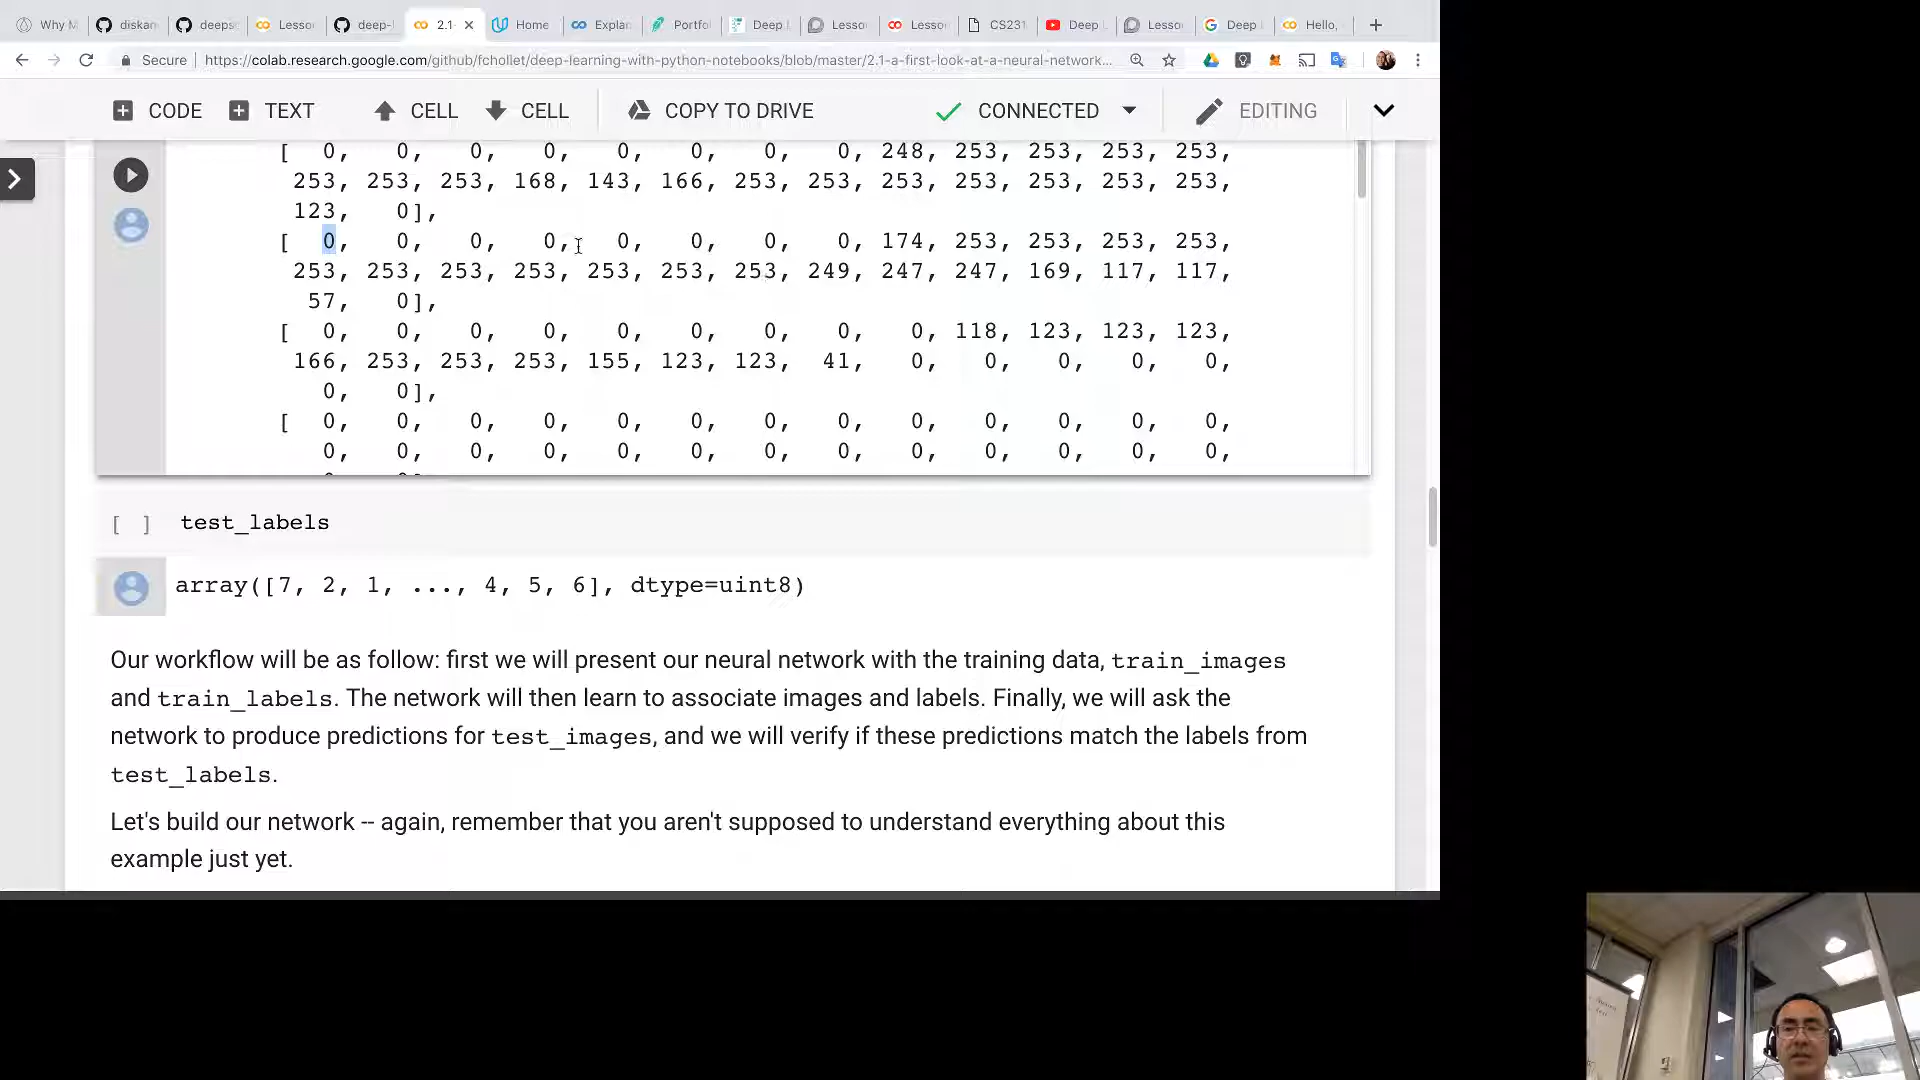 Why M
diskan
deeps
Lesso
deep-l
2.1-
Home
Explan
Portfo
Deep L
Lesso
Lesso
CS231
Deep L
Lesso
Deep l
Hello,
Secure https://colab.research.google.com/github/fchollet/deep-learning-with-python-notebooks/blob/master/2.1-a-first-look-at-a-neural-network...
CODE TEXT CELL CELL COPY TO DRIVE CONNECTED EDITING
[ 0, 0, 0, 0, 0, 0, 0, 0, 248, 253, 253, 253, 253,
253, 253, 253, 168, 143, 166, 253, 253, 253, 253, 253, 253, 253,
123, 0],
[ 0, 0, 0, 0, 0, 0, 0, 0, 174, 253, 253, 253, 253,
253, 253, 253, 253, 253, 253, 253, 249, 247, 247, 169, 117, 117,
57, 0],
[ 0, 0, 0, 0, 0, 0, 0, 0, 0, 118, 123, 123, 123,
166, 253, 253, 253, 155, 123, 123, 41, 0, 0, 0, 0, 0,
0, 0],
[ 0, 0, 0, 0, 0, 0, 0, 0, 0, 0, 0, 0, 0,
0, 0, 0, 0, 0, 0, 0, 0, 0, 0, 0, 0, 0,
[ ] test_labels
array([7, 2, 1, ..., 4, 5, 6], dtype=uint8)
Our workflow will be as follow: first we will present our neural network with the training data, train_images
and train_labels. The network will then learn to associate images and labels. Finally, we will ask the
network to produce predictions for test_images, and we will verify if these predictions match the labels from
test_labels.
Let's build our network -- again, remember that you aren't supposed to understand everything about this
example just yet.